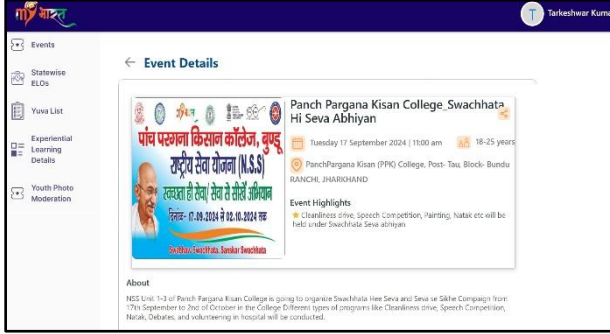 my भारत
T Tarkeshwar Kuma
Events
Statewise
ELOs
Yuva List
Experiential
Learning
Details
Youth Photo
Moderation
← Event Details
पांच परगना किसान कॉलेज, बुण्डू
राष्ट्रीय सेवा योजना (N.S.S)
स्वच्छता ही सेवा/ सेवा से सीखें अभियान
दिनांक- 17.09.2024 से 02.10.2024 तक
Swabhav Swachhata, Sanskar Swachhata
Panch Pargana Kisan College_Swachhata
Hi Seva Abhiyan
Tuesday 17 September 2024 | 11:00 am
18-25 years
PanchPargana Kisan (PPK) College, Post- Tau, Block- Bundu
RANCHI, JHARKHAND
Event Highlights
Cleanliness drive, Speech Competition, Painting, Natak etc will be
held under Swachhata Seva abhiyan
About
NSS Unit 1-3 of Panch Pargana Kisan College is going to organize Swachhata Hee Seva and Seva se Sikhe Compaign from
17th September to 2nd of October in the College Different types of programs like Cleanliness drive, Speech Competition,
Natak, Debates, and volunteering in hospital will be conducted.